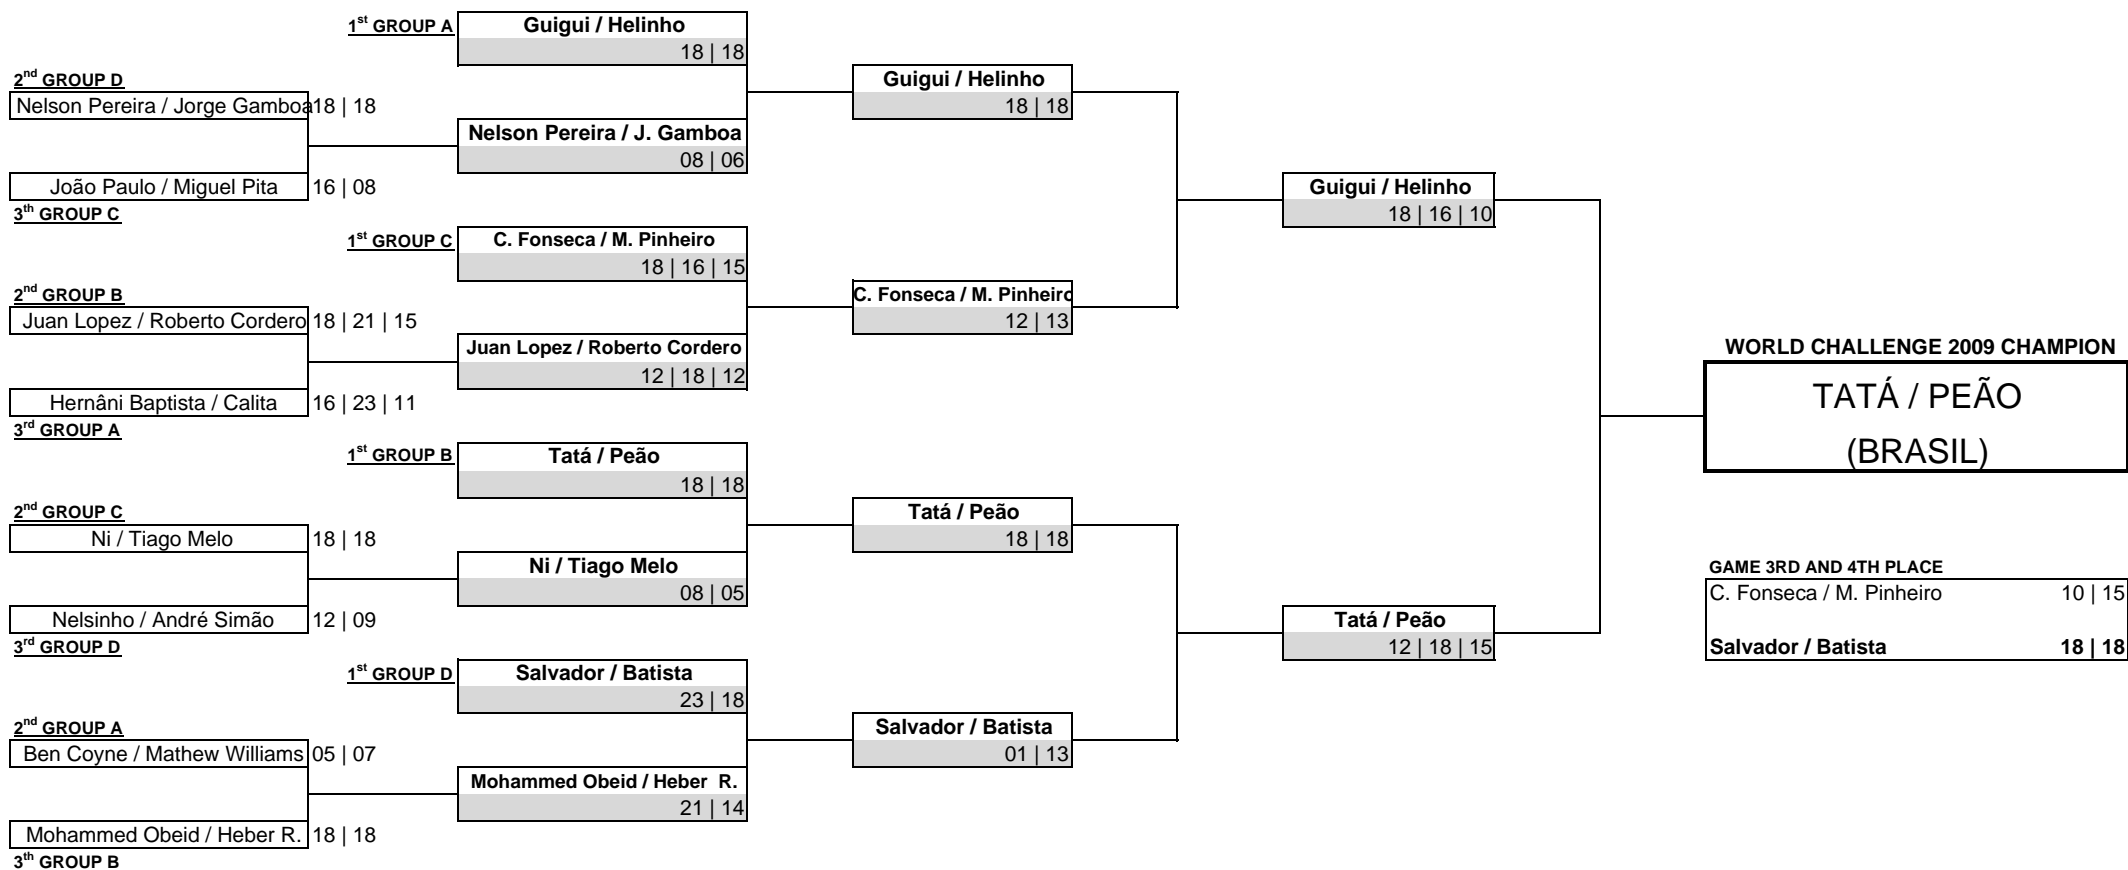 1st GROUP A
Guigui / Helinho
18 | 18
2nd GROUP D
Nelson Pereira / Jorge Gamboa 18 | 18
Nelson Pereira / J. Gamboa
08 | 06
João Paulo / Miguel Pita 16 | 08
3th GROUP C
Guigui / Helinho
18 | 18
1st GROUP C
C. Fonseca / M. Pinheiro
18 | 16 | 15
2nd GROUP B
Juan Lopez / Roberto Cordero 18 | 21 | 15
Juan Lopez / Roberto Cordero
12 | 18 | 12
Hernâni Baptista / Calita 16 | 23 | 11
3rd GROUP A
C. Fonseca / M. Pinheiro
12 | 13
Guigui / Helinho
18 | 16 | 10
1st GROUP B
Tatá / Peão
18 | 18
2nd GROUP C
Ni / Tiago Melo 18 | 18
Ni / Tiago Melo
08 | 05
Nelsinho / André Simão 12 | 09
3rd GROUP D
Tatá / Peão
18 | 18
1st GROUP D
Salvador / Batista
23 | 18
2nd GROUP A
Ben Coyne / Mathew Williams 05 | 07
Mohammed Obeid / Heber R.
21 | 14
Mohammed Obeid / Heber R. 18 | 18
3th GROUP B
Salvador / Batista
01 | 13
Tatá / Peão
12 | 18 | 15
WORLD CHALLENGE 2009 CHAMPION
TATÁ / PEÃO
(BRASIL)
GAME 3RD AND 4TH PLACE
C. Fonseca / M. Pinheiro 10 | 15
Salvador / Batista 18 | 18